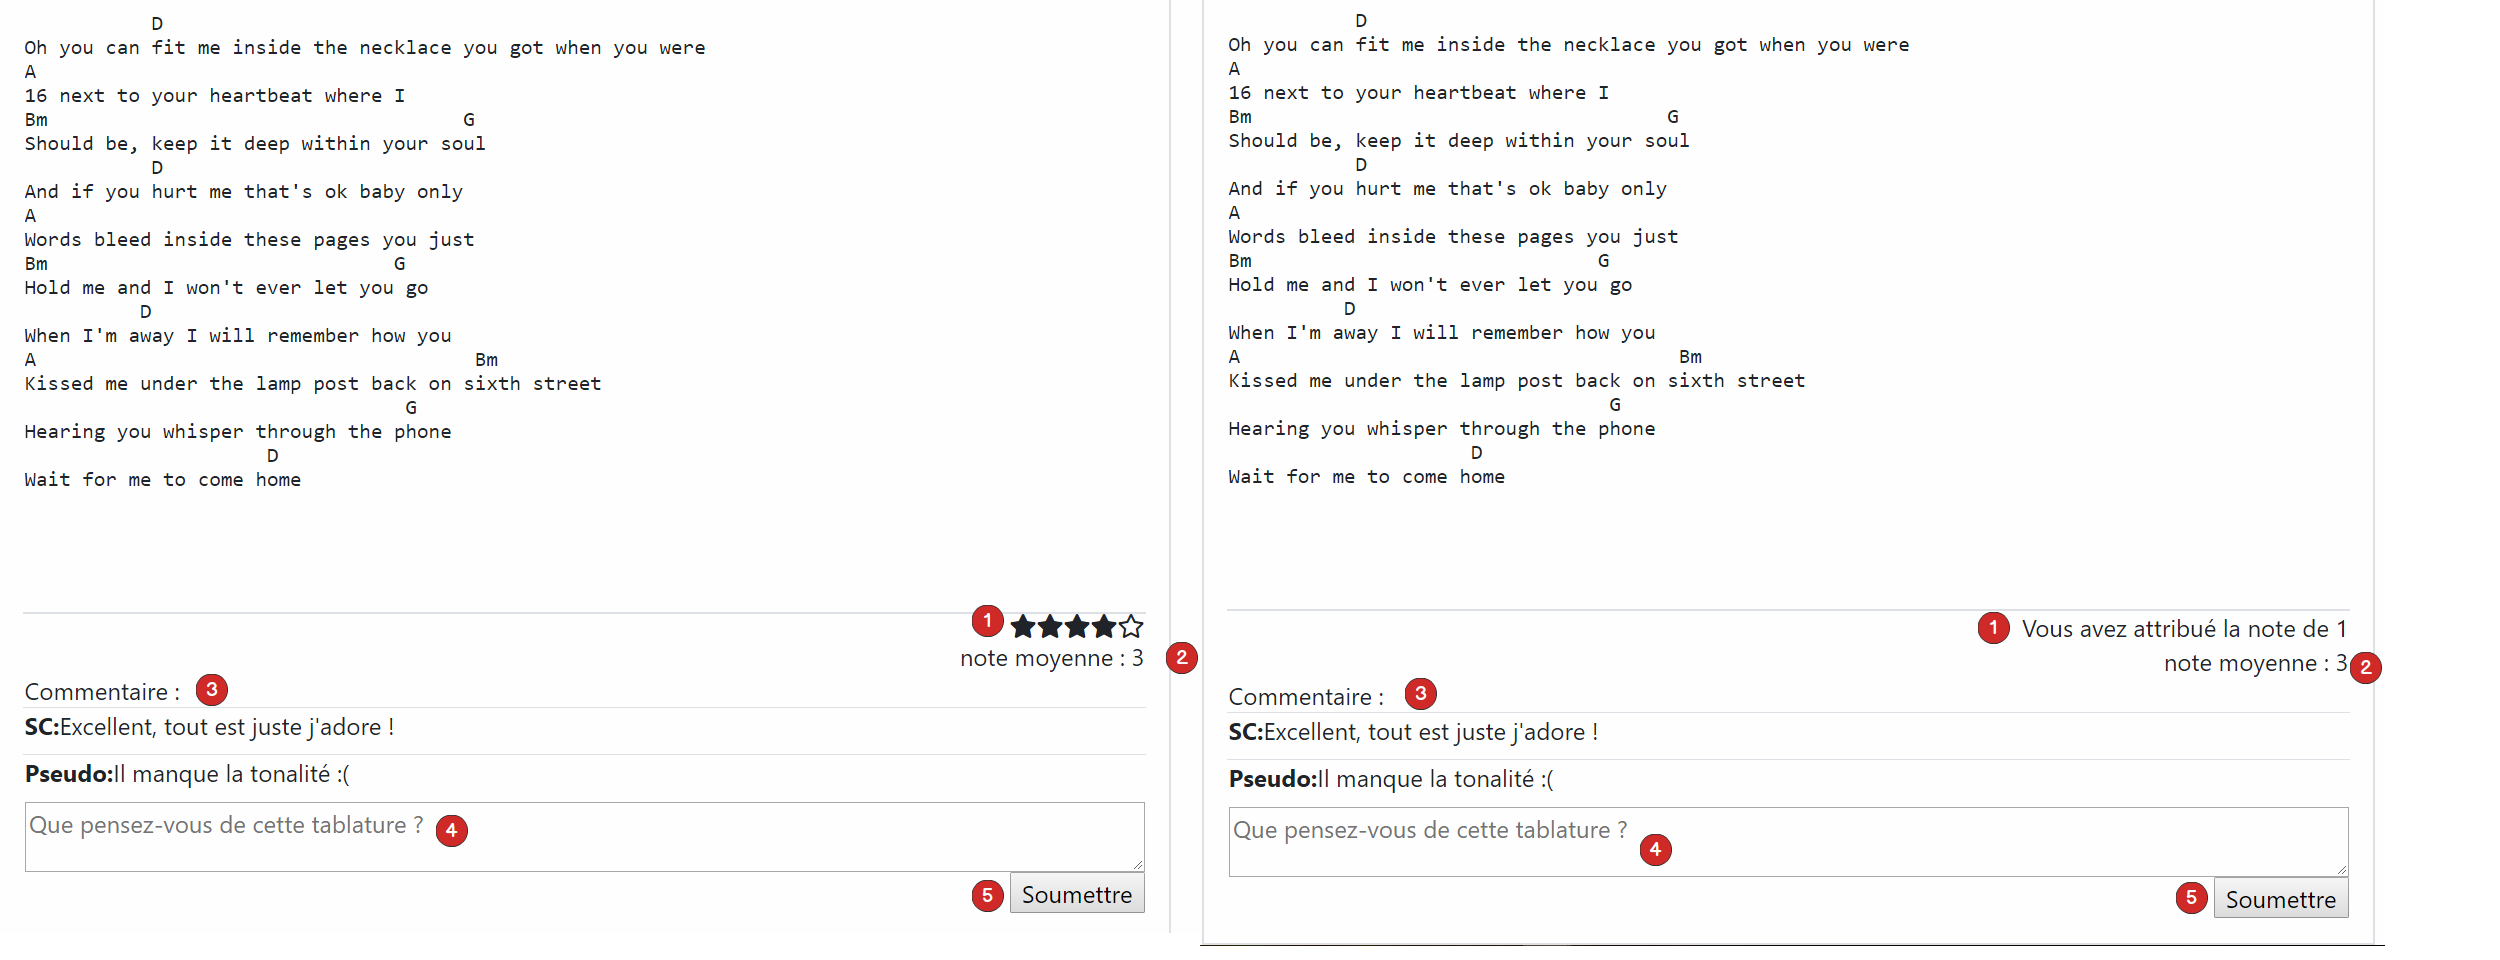 D
Oh you can fit me inside the necklace you got when you were
A
16 next to your heartbeat where I
Bm G
Should be, keep it deep within your soul
D
And if you hurt me that's ok baby only
A
Words bleed inside these pages you just
Bm G
Hold me and I won't ever let you go
D
When I'm away I will remember how you
A Bm
Kissed me under the lamp post back on sixth street
G
Hearing you whisper through the phone
D
Wait for me to come home
1
note moyenne : 3 2
Commentaire : 3
SC:Excellent, tout est juste j'adore !
Pseudo:Il manque la tonalité :(
Que pensez-vous de cette tablature ? 4
5 Soumettre
D
Oh you can fit me inside the necklace you got when you were
A
16 next to your heartbeat where I
Bm G
Should be, keep it deep within your soul
D
And if you hurt me that's ok baby only
A
Words bleed inside these pages you just
Bm G
Hold me and I won't ever let you go
D
When I'm away I will remember how you
A Bm
Kissed me under the lamp post back on sixth street
G
Hearing you whisper through the phone
D
Wait for me to come home
1 Vous avez attribué la note de 1
note moyenne : 3 2
Commentaire : 3
SC:Excellent, tout est juste j'adore !
Pseudo:Il manque la tonalité :(
Que pensez-vous de cette tablature ? 4
5 Soumettre